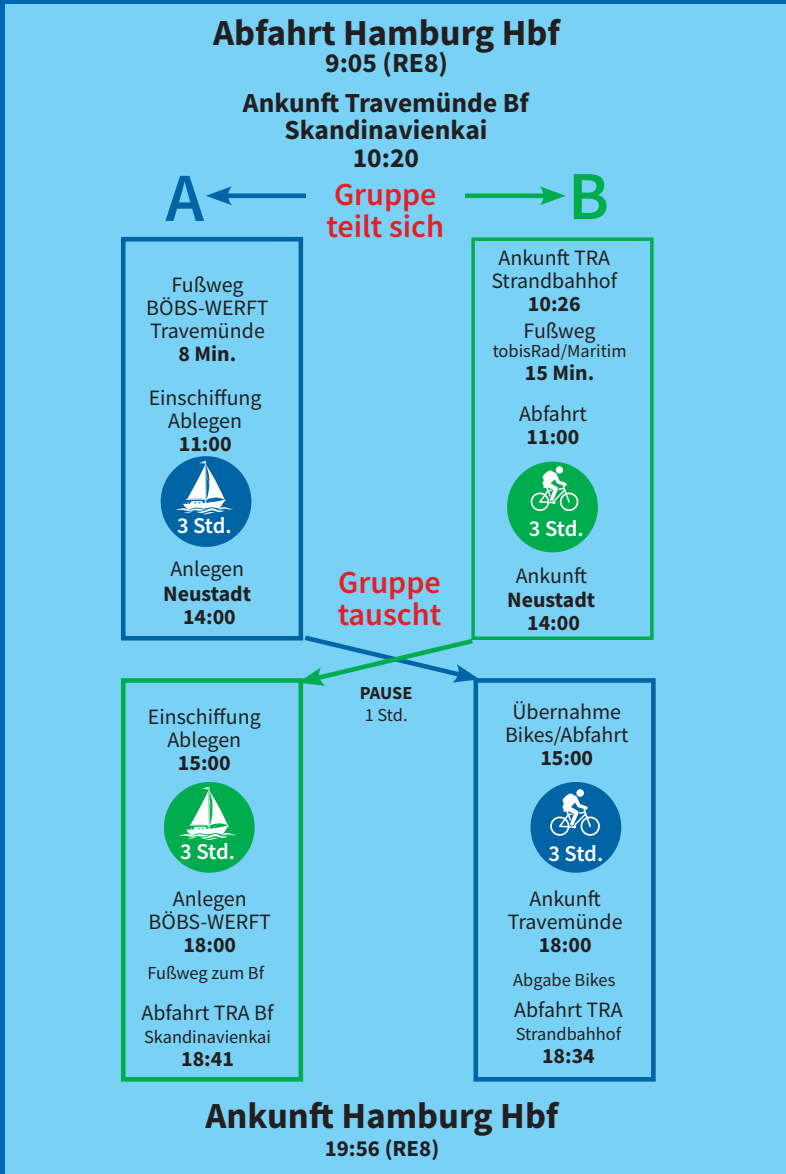 Abfahrt Hamburg Hbf
9:05 (RE8)
Ankunft Travemünde Bf
Skandinavienkai
10:20
A
Gruppe
teilt sich
B
Fußweg
BÖBS-WERFT
Travemünde
8 Min.
Einschiffung
Ablegen
11:00
3 Std.
Anlegen
Neustadt
14:00
Ankunft TRA
Strandbahhof
10:26
Fußweg
tobisRad/Maritim
15 Min.
Abfahrt
11:00
3 Std.
Ankunft
Neustadt
14:00
Gruppe
tauscht
PAUSE
1 Std.
Einschiffung
Ablegen
15:00
3 Std.
Anlegen
BÖBS-WERFT
18:00
Fußweg zum Bf
Abfahrt TRA Bf
Skandinavienkai
18:41
Übernahme
Bikes/Abfahrt
15:00
3 Std.
Ankunft
Travemünde
18:00
Abgabe Bikes
Abfahrt TRA
Strandbahhof
18:34
Ankunft Hamburg Hbf
19:56 (RE8)